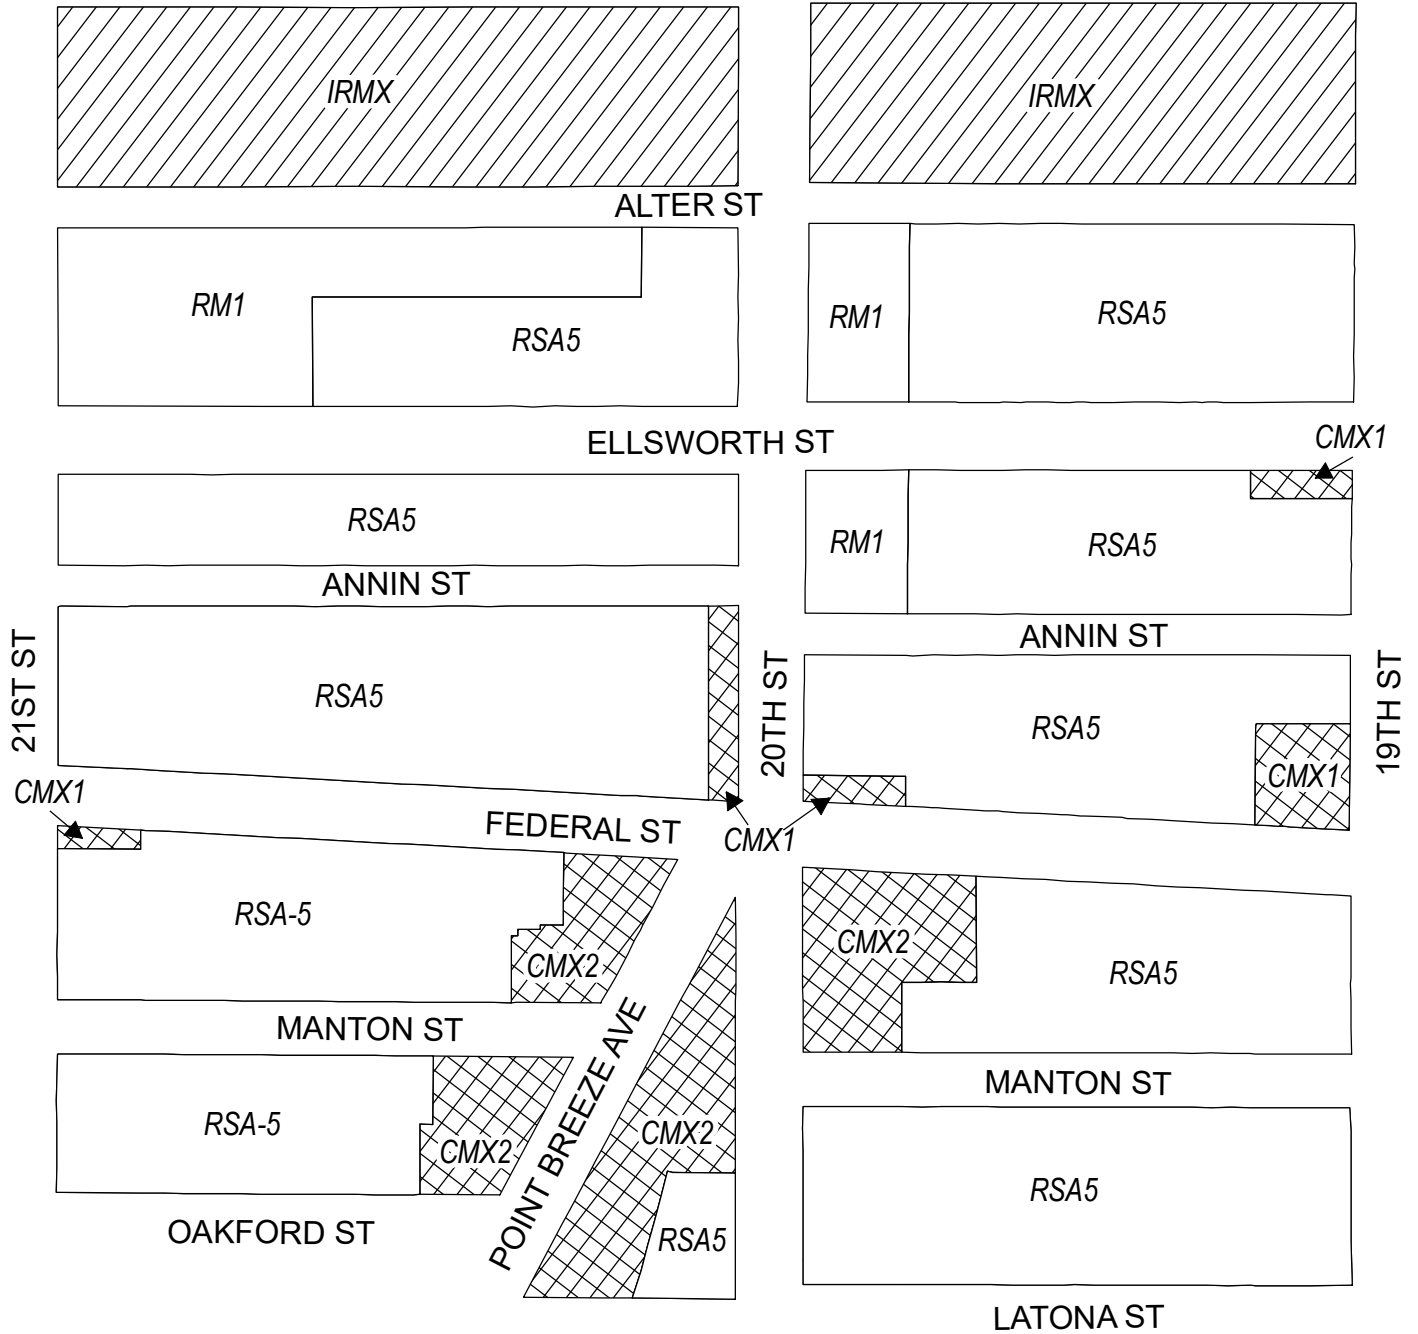 IRMX
IRMX
ALTER ST
RM1
RSA5
RM1
RSA5
ELLSWORTH ST
CMX1
RSA5
RM1
RSA5
ANNIN ST
ANNIN ST
21ST ST
RSA5
20TH ST
RSA5
19TH ST
CMX1
CMX1
FEDERAL ST
CMX1
RSA-5
CMX2
CMX2
RSA5
MANTON ST
POINT BREEZE AVE
MANTON ST
RSA-5
CMX2
CMX2
RSA5
OAKFORD ST
RSA5
LATONA ST